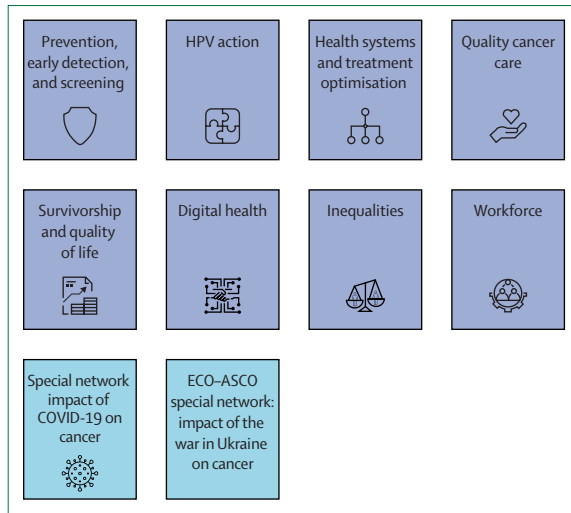 Prevention,
early detection,
and screening
HPV action
Health systems
and treatment
optimisation
Quality cancer
care
Survivorship
and quality
of life
Digital health
Inequalities
Workforce
Special network
impact of
COVID-19 on
cancer
ECO–ASCO
special network:
impact of the
war in Ukraine
on cancer